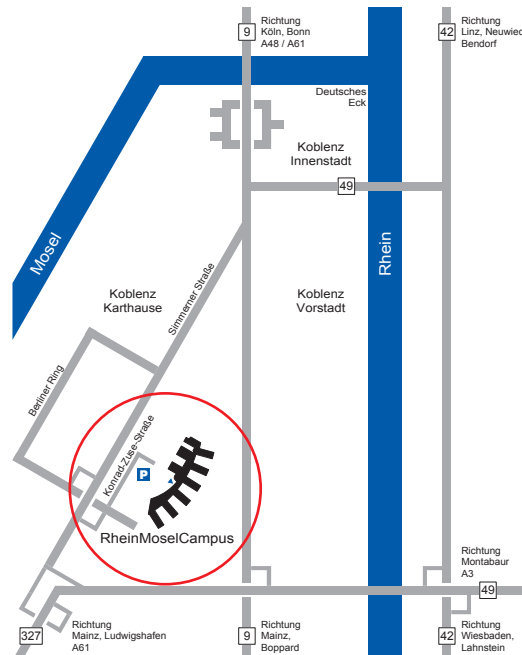 9
Richtung
Köln, Bonn
A48 / A61
42
Richtung
Linz, Neuwied
Bendorf
Deutsches
Eck
Koblenz
Innenstadt
49
Mosel
Rhein
Simmerner Straße
Koblenz
Karthause
Koblenz
Vorstadt
Berliner Ring
Konrad-Zuse-Straße
P
RheinMoselCampus
Richtung
Montabaur
A3
49
327
Richtung
Mainz, Ludwigshafen
A61
9
Richtung
Mainz,
Boppard
42
Richtung
Wiesbaden,
Lahnstein